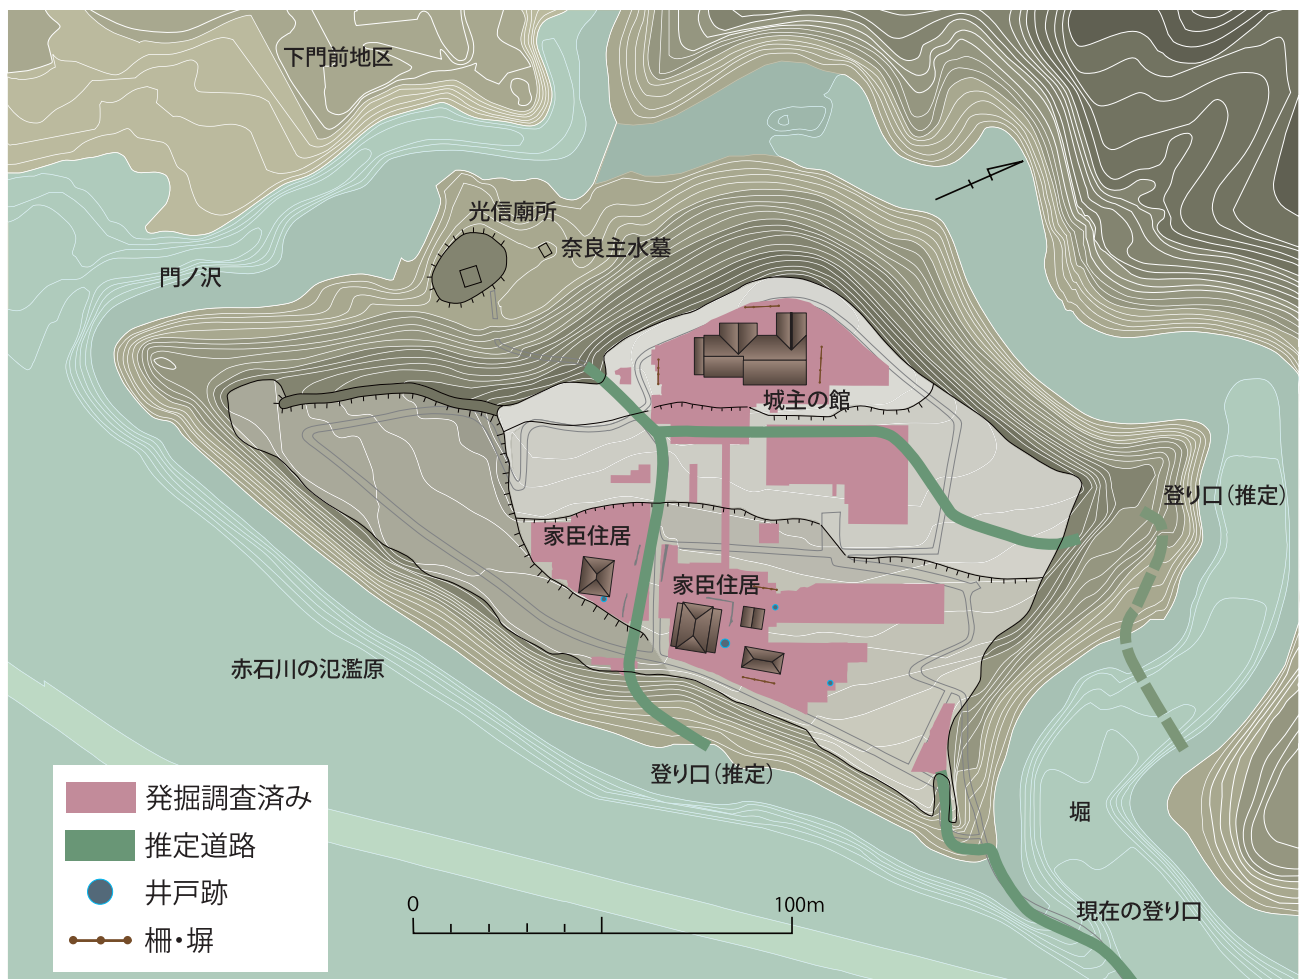 下門前地区
光信廟所
奈良主水墓
門ノ沢
城主の館
登り口（推定）
家臣住居
家臣住居
赤石川の氾濫原
登り口（推定）
発掘調査済み
堀
推定道路
井戸跡
0
100m
現在の登り口
柵・塀